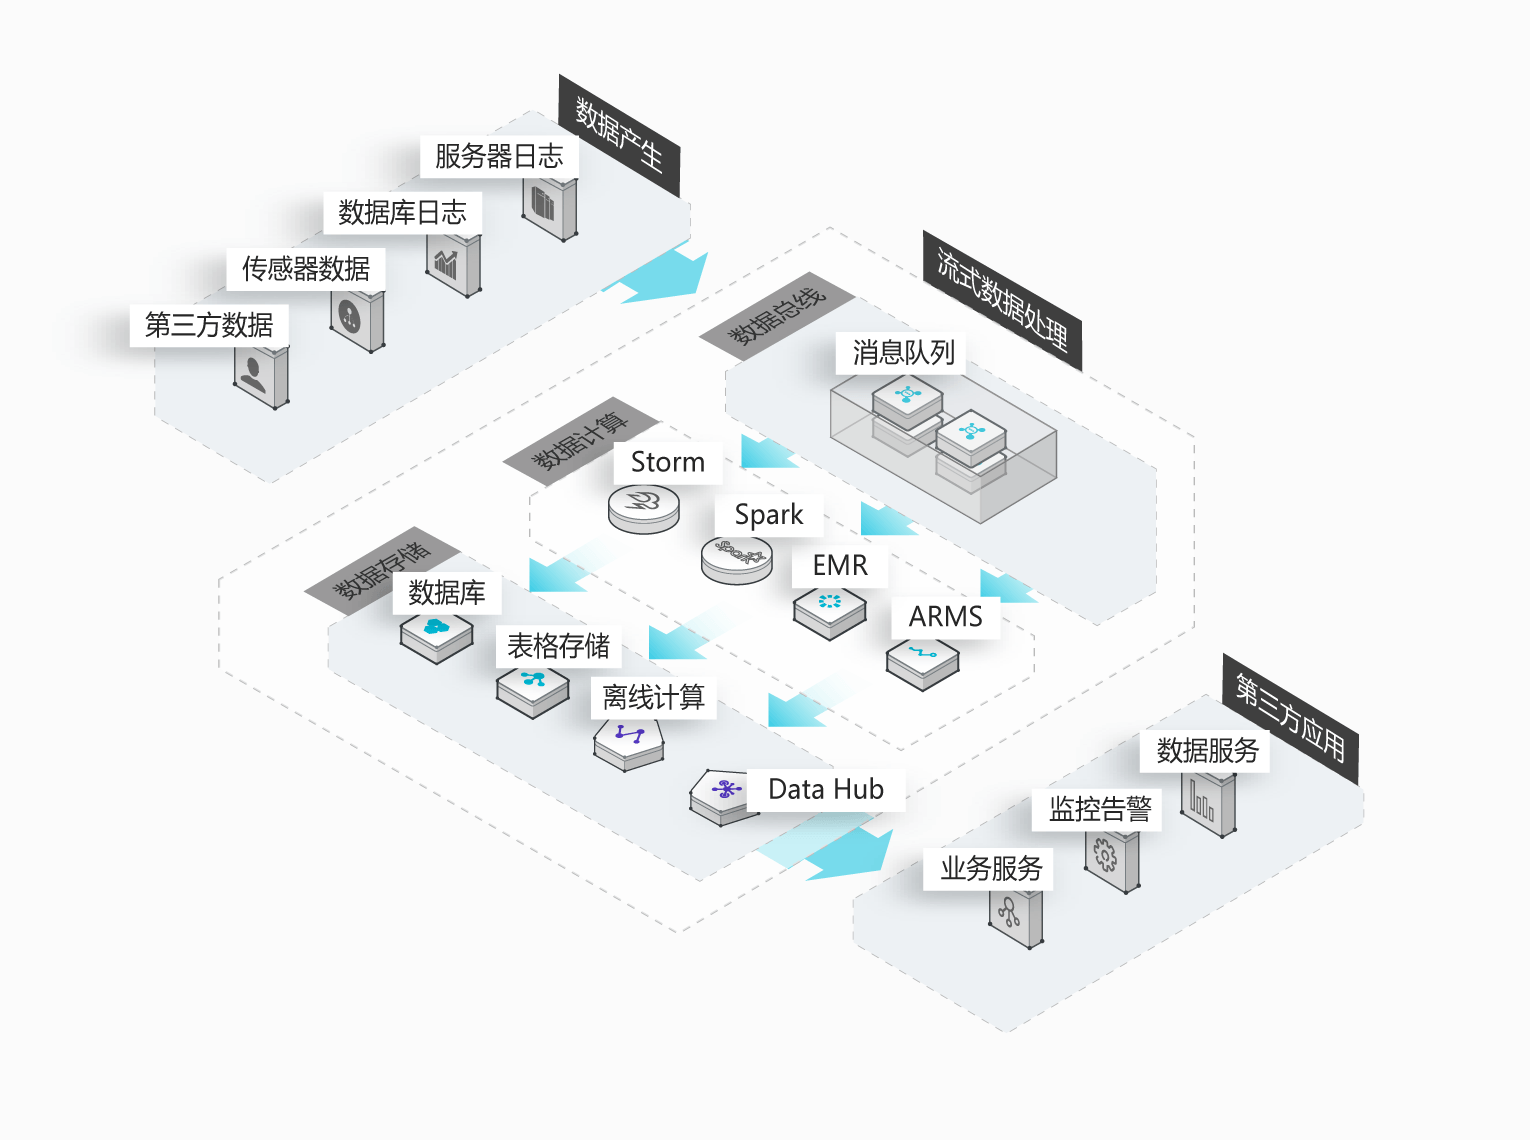 数据产生
服务器日志
数据库日志
传感器数据
第三方数据
流式数据处理
数据总线
消息队列
数据计算
Storm
Spark
EMR
ARMS
数据存储
数据库
表格存储
离线计算
Data Hub
第三方应用
数据服务
监控告警
业务服务